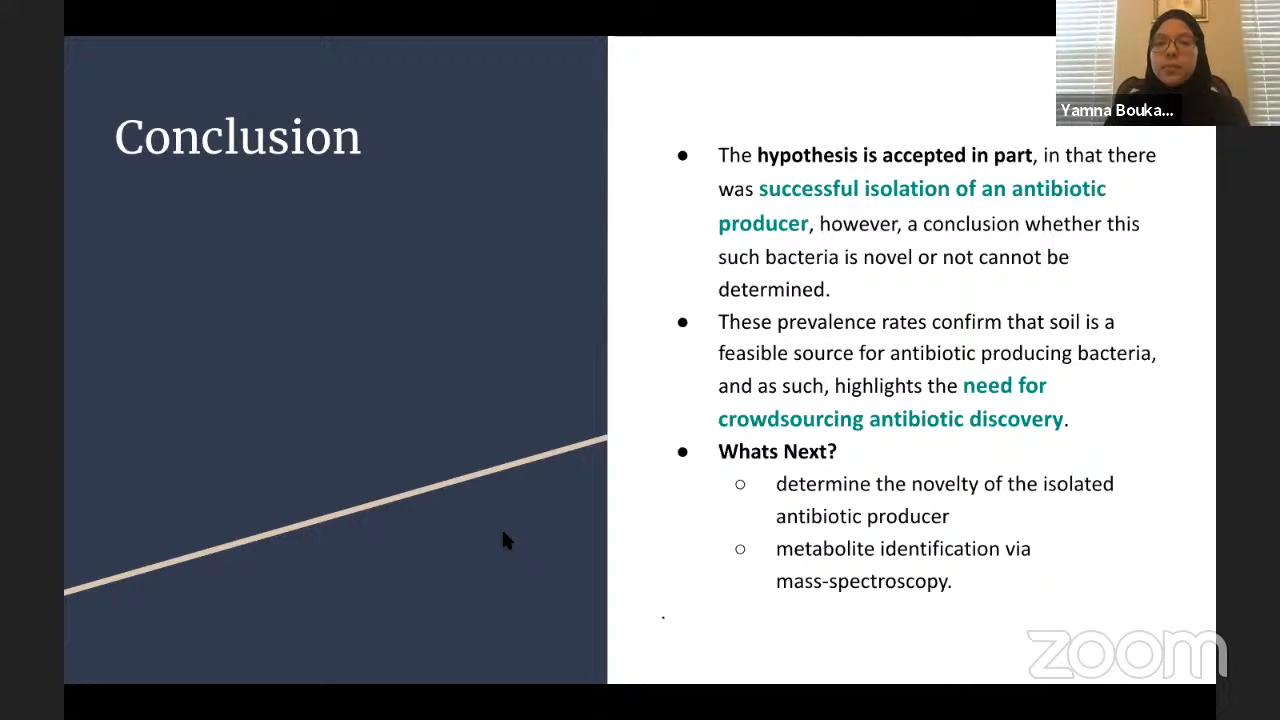 Conclusion
Yamna Bouka...
● The hypothesis is accepted in part, in that there
was successful isolation of an antibiotic
producer, however, a conclusion whether this
such bacteria is novel or not cannot be
determined.
● These prevalence rates confirm that soil is a
feasible source for antibiotic producing bacteria,
and as such, highlights the need for
crowdsourcing antibiotic discovery.
● Whats Next?
○ determine the novelty of the isolated
antibiotic producer
○ metabolite identification via
mass-spectroscopy.
.
zoom